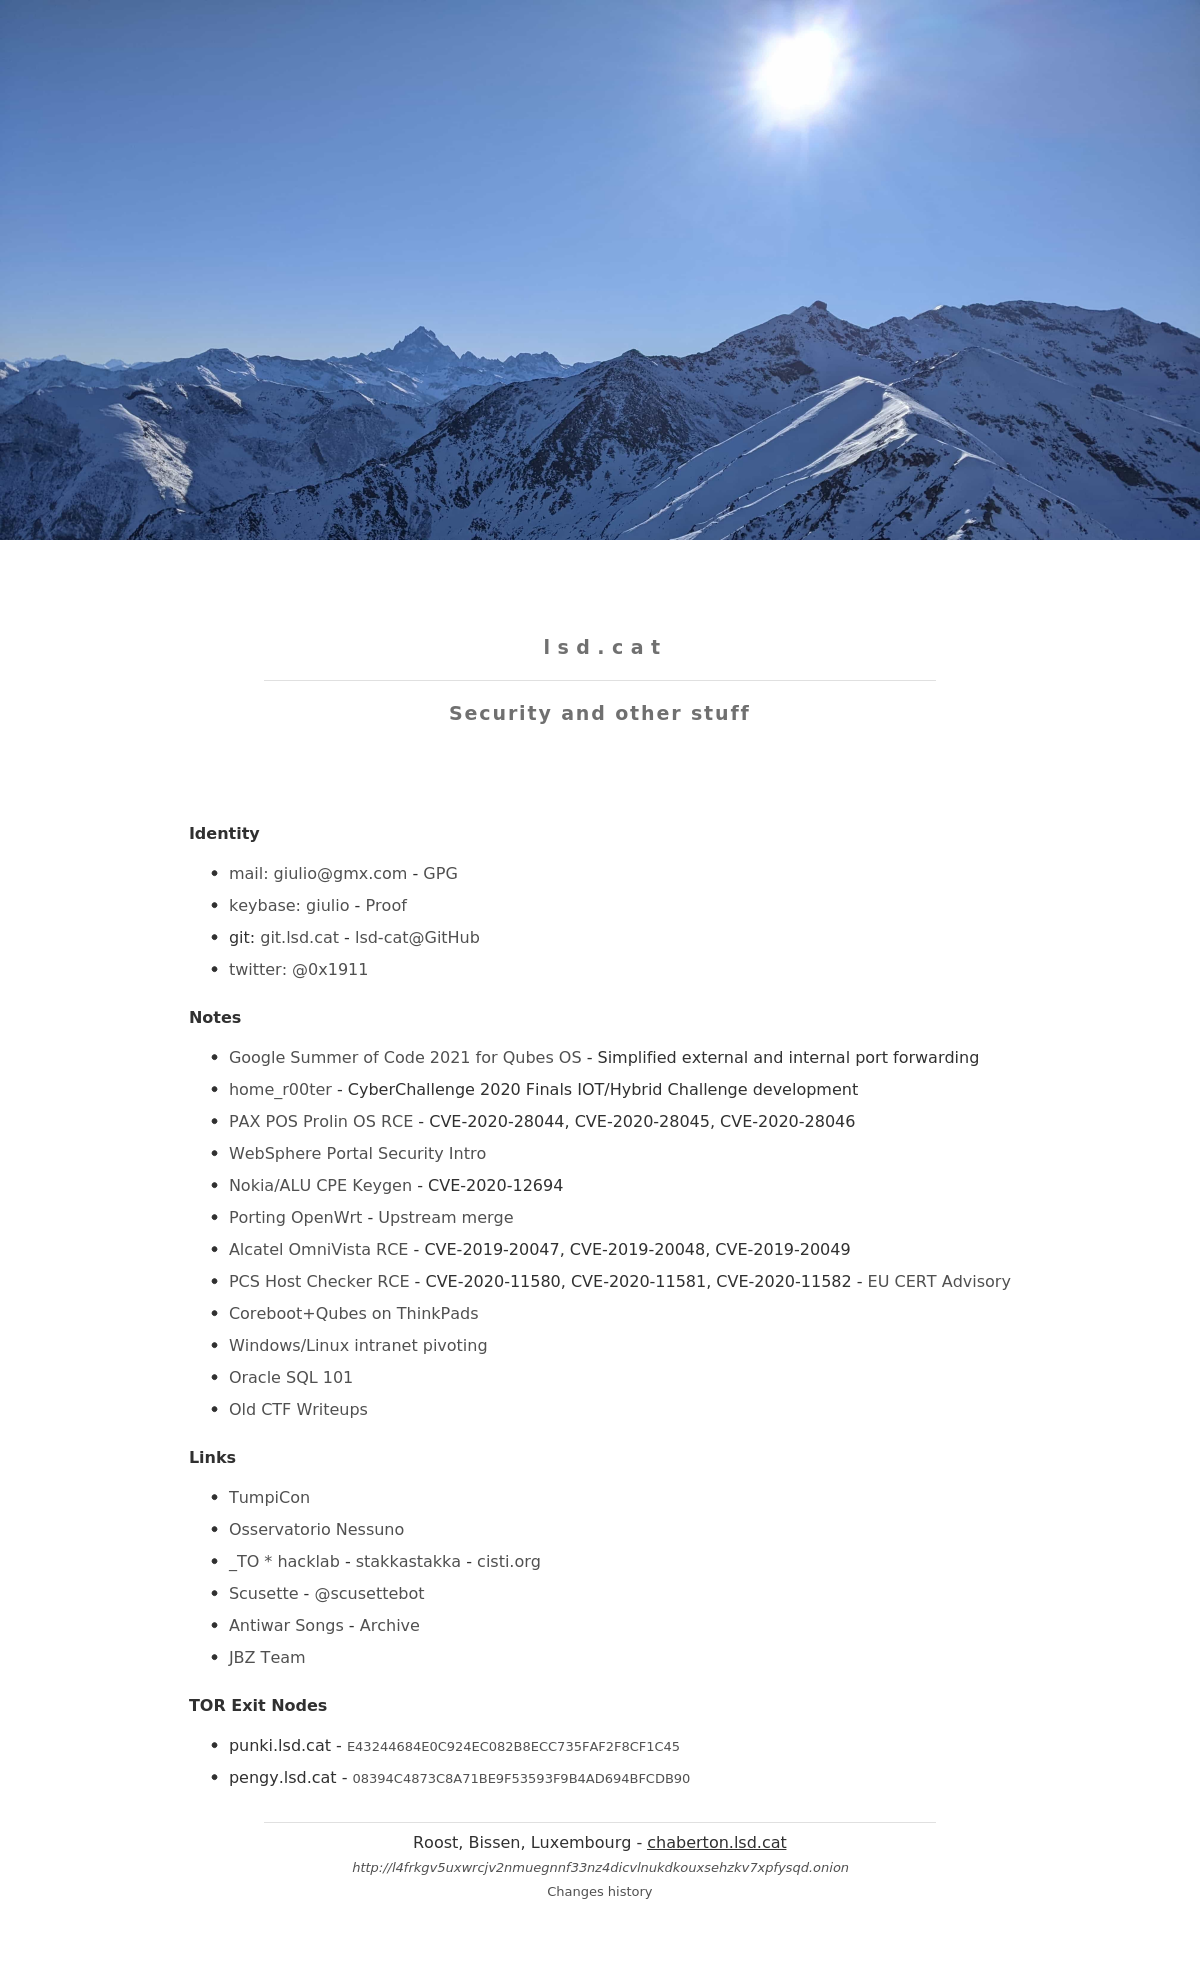 lsd.cat
Security and other stuff
Identity
• mail: giulio@gmx.com - GPG
• keybase: giulio - Proof
• git: git.lsd.cat - lsd-cat@GitHub
• twitter: @0x1911
Notes
• Google Summer of Code 2021 for Qubes OS - Simplified external and internal port forwarding
• home_r00ter - CyberChallenge 2020 Finals IOT/Hybrid Challenge development
• PAX POS Prolin OS RCE - CVE-2020-28044, CVE-2020-28045, CVE-2020-28046
• WebSphere Portal Security Intro
• Nokia/ALU CPE Keygen - CVE-2020-12694
• Porting OpenWrt - Upstream merge
• Alcatel OmniVista RCE - CVE-2019-20047, CVE-2019-20048, CVE-2019-20049
• PCS Host Checker RCE - CVE-2020-11580, CVE-2020-11581, CVE-2020-11582 - EU CERT Advisory
• Coreboot+Qubes on ThinkPads
• Windows/Linux intranet pivoting
• Oracle SQL 101
• Old CTF Writeups
Links
• TumpiCon
• Osservatorio Nessuno
• _TO * hacklab - stakkastakka - cisti.org
• Scusette - @scusettebot
• Antiwar Songs - Archive
• JBZ Team
TOR Exit Nodes
• punki.lsd.cat - E43244684E0C924EC082B8ECC735FAF2F8CF1C45
• pengy.lsd.cat - 08394C4873C8A71BE9F53593F9B4AD694BFCDB90
Roost, Bissen, Luxembourg - chaberton.lsd.cat
http://l4frkgv5uxwrcjv2nmuegnnf33nz4dicvlnukdkouxsehzkv7xpfysqd.onion
Changes history